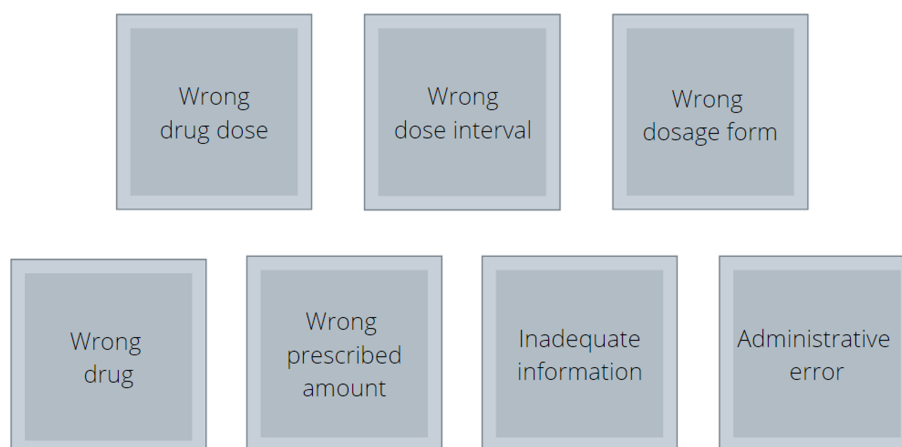 Wrong
drug dose
Wrong
dose interval
Wrong
dosage form
Wrong
drug
Wrong
prescribed
amount
Inadequate
information
Administrative
error